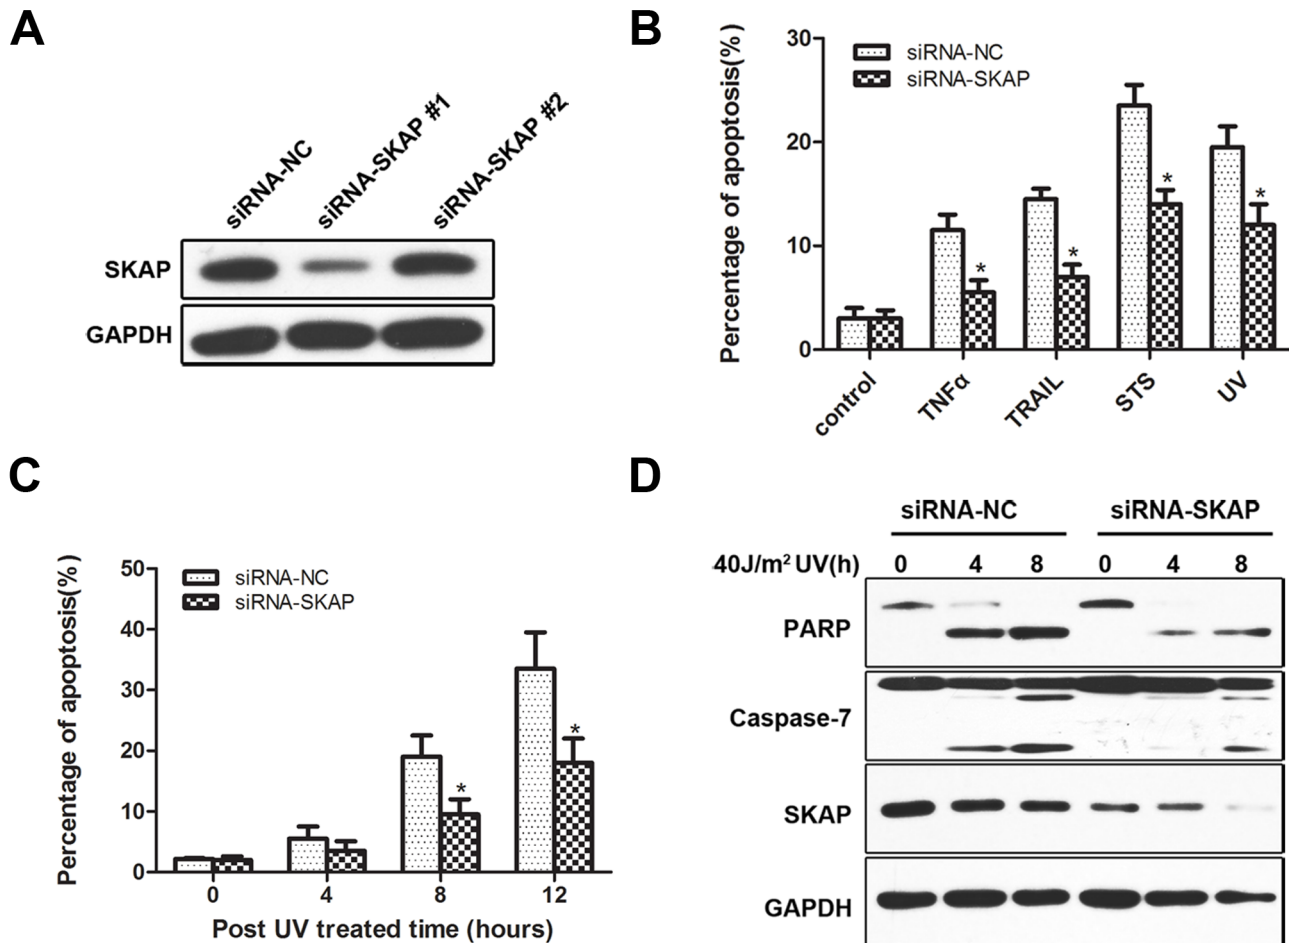 A
siRNA-NC
siRNA-SKAP #1
siRNA-SKAP #2
SKAP
GAPDH
B
Percentage of apoptosis(%)
30
20
10
0
siRNA-NC
siRNA-SKAP
*
*
*
*
control
TNFα
TRAIL
STS
UV
C
Percentage of apoptosis(%)
50
40
30
20
10
0
siRNA-NC
siRNA-SKAP
*
*
0 4 8 12
Post UV treated time (hours)
D
siRNA-NC siRNA-SKAP
40J/m² UV(h) 0 4 8 0 4 8
PARP
Caspase-7
SKAP
GAPDH